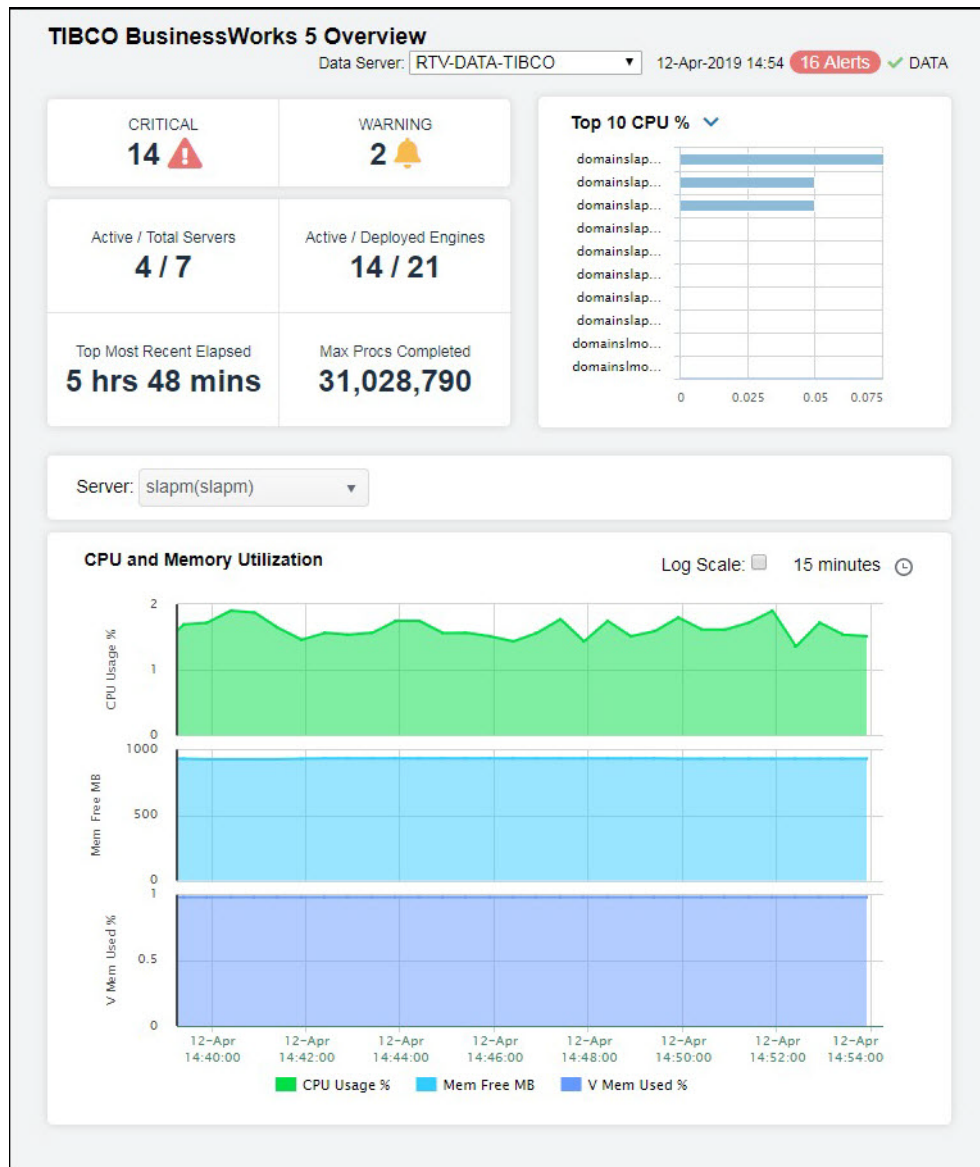 TIBCO BusinessWorks 5 Overview
Data Server: RTV-DATA-TIBCO 12-Apr-2019 14:54 16 Alerts DATA
CRITICAL
14
WARNING
2
Active / Total Servers
4 / 7
Active / Deployed Engines
14 / 21
Top Most Recent Elapsed
5 hrs 48 mins
Max Procs Completed
31,028,790
Top 10 CPU %
domainslap...
domainslap...
domainslap...
domainslap...
domainslap...
domainslap...
domainslap...
domainslap...
domainslmo...
domainslmo...
0 0.025 0.05 0.075
Server: slapm(slapm)
CPU and Memory Utilization
Log Scale: 15 minutes
CPU Usage %
2
1
0
Mem Free MB
1000
500
0
V Mem Used %
1
0.5
0
12-Apr 12-Apr 12-Apr 12-Apr 12-Apr 12-Apr 12-Apr 12-Apr
14:40:00 14:42:00 14:44:00 14:46:00 14:48:00 14:50:00 14:52:00 14:54:00
CPU Usage % Mem Free MB V Mem Used %